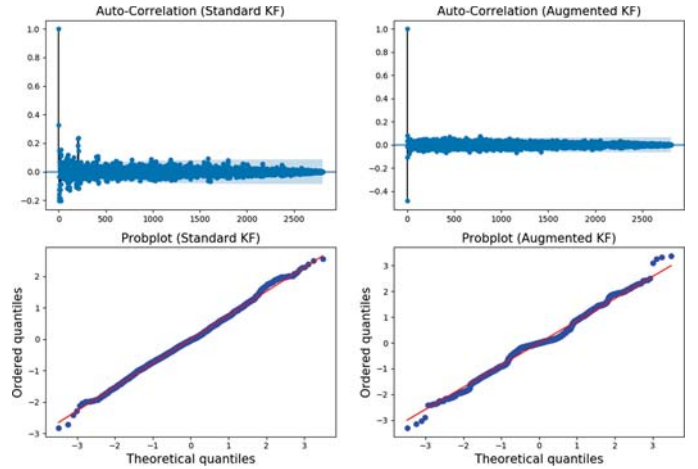 Auto-Correlation (Standard KF)
1.0
0.8
0.6
0.4
0.2
0.0
−0.2
0 500 1000 1500 2000 2500
Auto-Correlation (Augmented KF)
1.0
0.8
0.6
0.4
0.2
0.0
−0.2
−0.4
0 500 1000 1500 2000 2500
Probplot (Standard KF)
Ordered quantiles
2
1
0
−1
−2
−3
−3 −2 −1 0 1 2 3
Theoretical quantiles
Probplot (Augmented KF)
Ordered quantiles
3
2
1
0
−1
−2
−3
−3 −2 −1 0 1 2 3
Theoretical quantiles